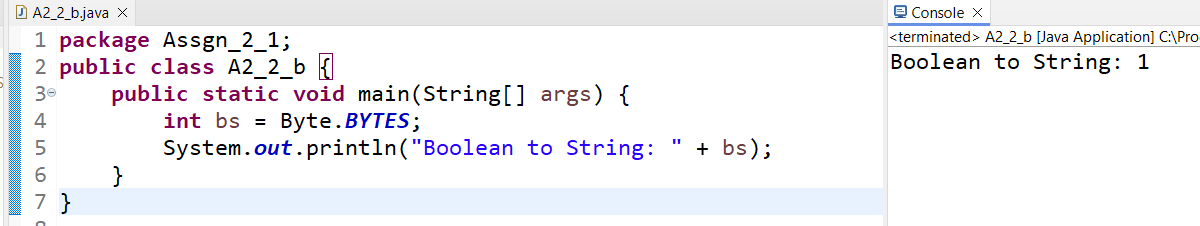 A2_2_b.java
1 package Assgn_2_1;
2 public class A2_2_b {
3 public static void main(String[] args) {
4 int bs = Byte.BYTES;
5 System.out.println("Boolean to String: " + bs);
6 }
7 }
Console
<terminated> A2_2_b [Java Application] C:\Pro
Boolean to String: 1